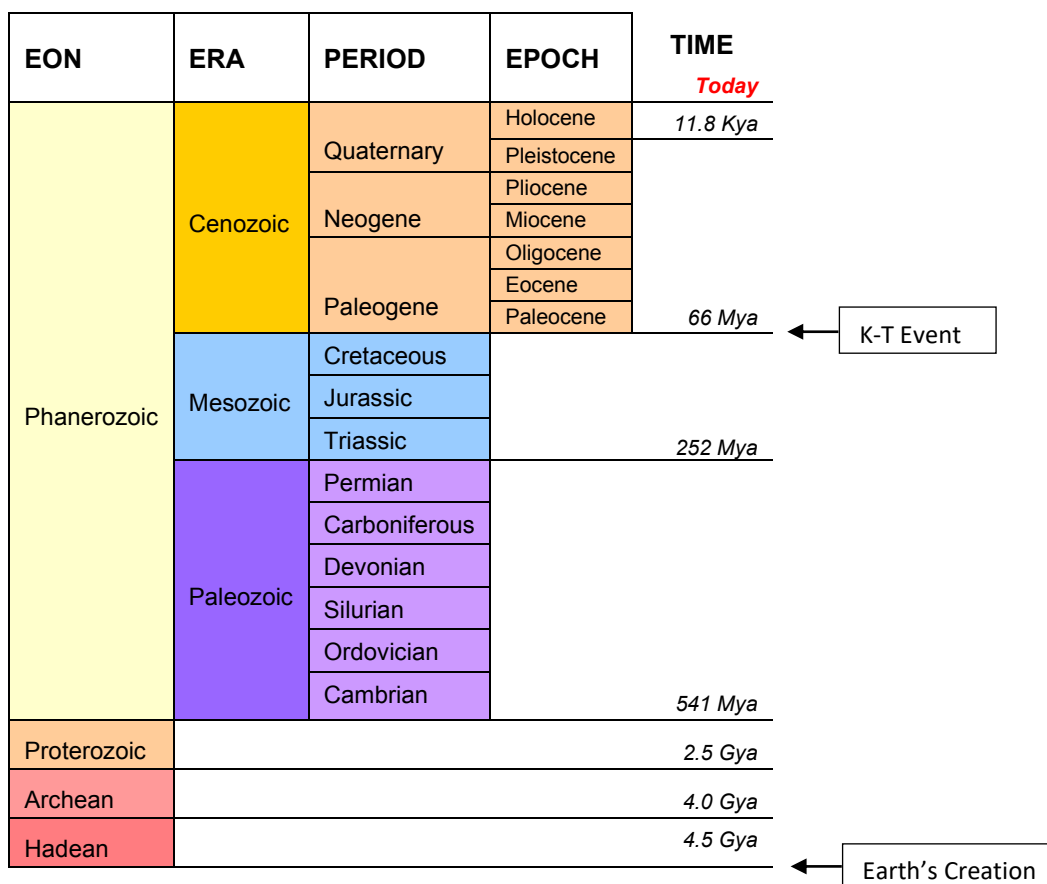 EON ERA PERIOD EPOCH TIME
Today
Holocene 11.8 Kya
Quaternary Pleistocene
Pliocene
Cenozoic Neogene Miocene
Oligocene
Eocene
Paleogene Paleocene 66 Mya K-T Event
Cretaceous
Phanerozoic Mesozoic Jurassic
Triassic 252 Mya
Permian
Carboniferous
Devonian
Paleozoic Silurian
Ordovician
Cambrian 541 Mya
Proterozoic 2.5 Gya
Archean 4.0 Gya
Hadean 4.5 Gya
Earth’s Creation